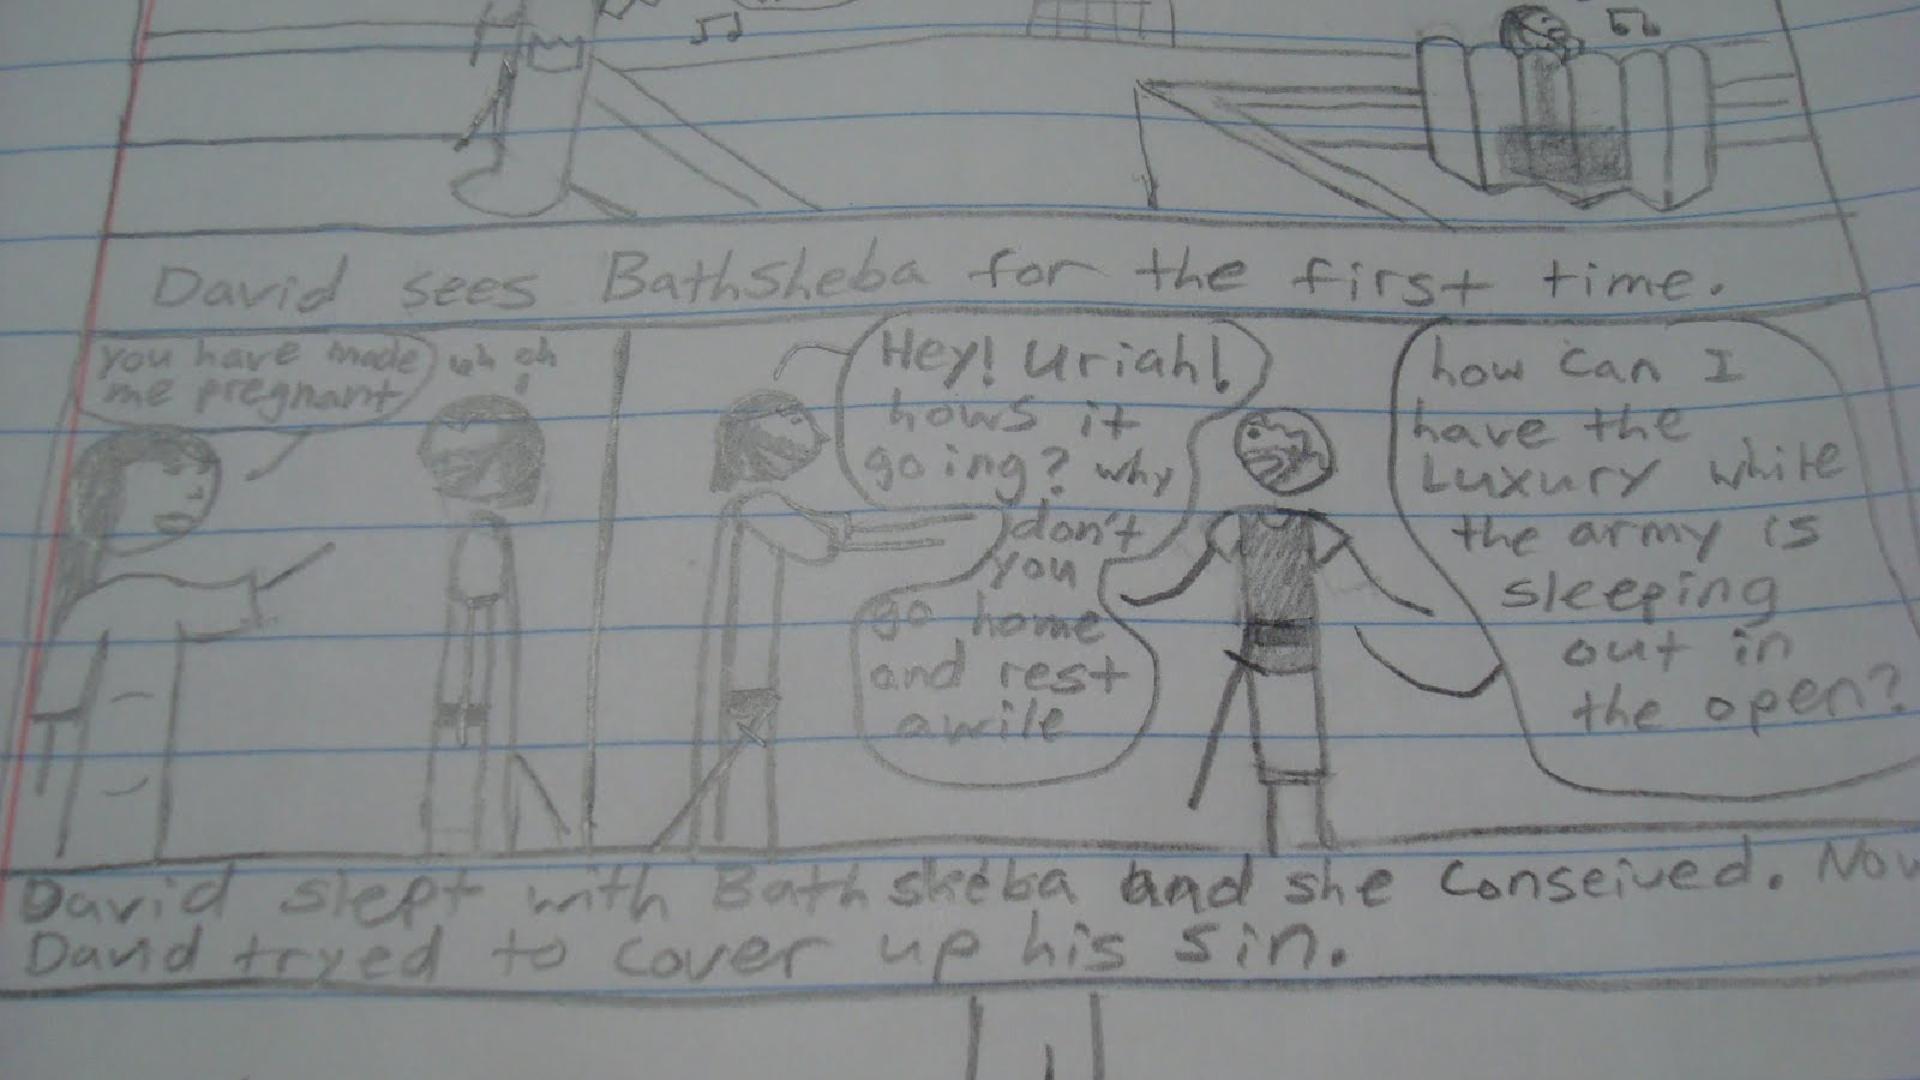 David sees Bathsheba for the first time.
you have made
me pregnant
uh oh
!
Hey! Uriah!
hows it
going? why
don't
you
go home
and rest
awile
how can I
have the
Luxury while
the army is
sleeping
out in
the open?
David slept with Bathsheba and she conseived. Now
David tryed to cover up his sin.